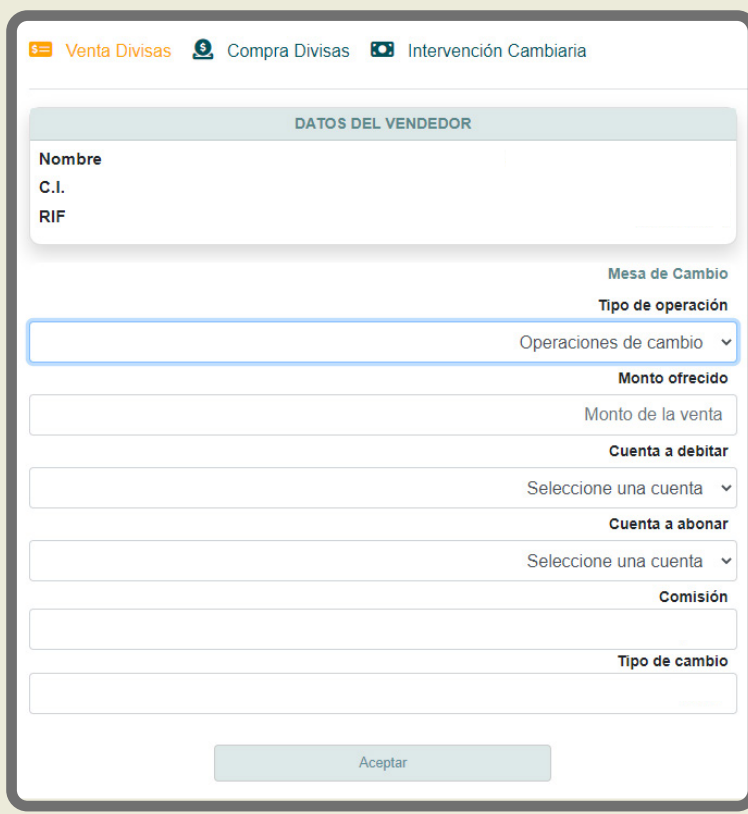 Venta Divisas Compra Divisas Intervención Cambiaria
DATOS DEL VENDEDOR
Nombre
C.I.
RIF
Mesa de Cambio
Tipo de operación
Operaciones de cambio
Monto ofrecido
Monto de la venta
Cuenta a debitar
Seleccione una cuenta
Cuenta a abonar
Seleccione una cuenta
Comisión
Tipo de cambio
Aceptar